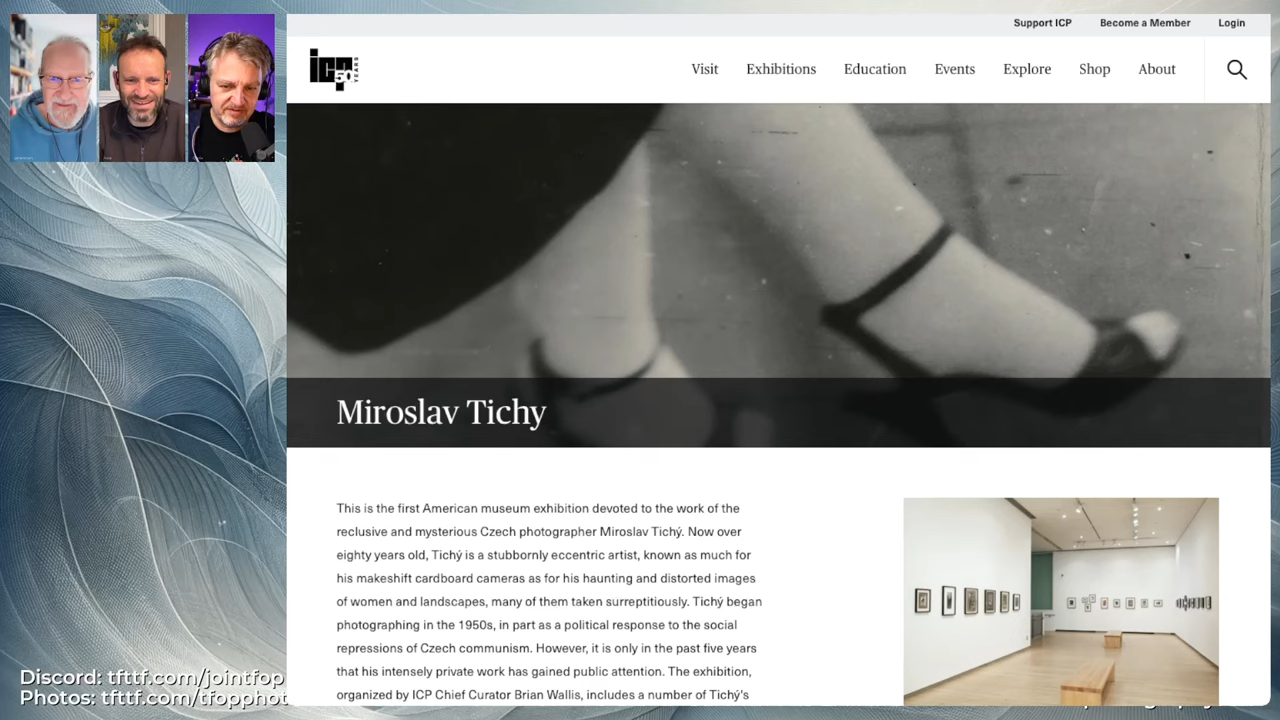 Support ICP Become a Member Login
icp 50 YEARS
Visit Exhibitions Education Events Explore Shop About
Miroslav Tichy
This is the first American museum exhibition devoted to the work of the
reclusive and mysterious Czech photographer Miroslav Tichý. Now over
eighty years old, Tichý is a stubbornly eccentric artist, known as much for
his makeshift cardboard cameras as for his haunting and distorted images
of women and landscapes, many of them taken surreptitiously. Tichý began
photographing in the 1950s, in part as a political response to the social
repressions of Czech communism. However, it is only in the past five years
that his intensely private work has gained public attention. The exhibition,
organized by ICP Chief Curator Brian Wallis, includes a number of Tichý's
Discord: tfttf.com/jointfop
Photos: tfttf.com/tfopphot